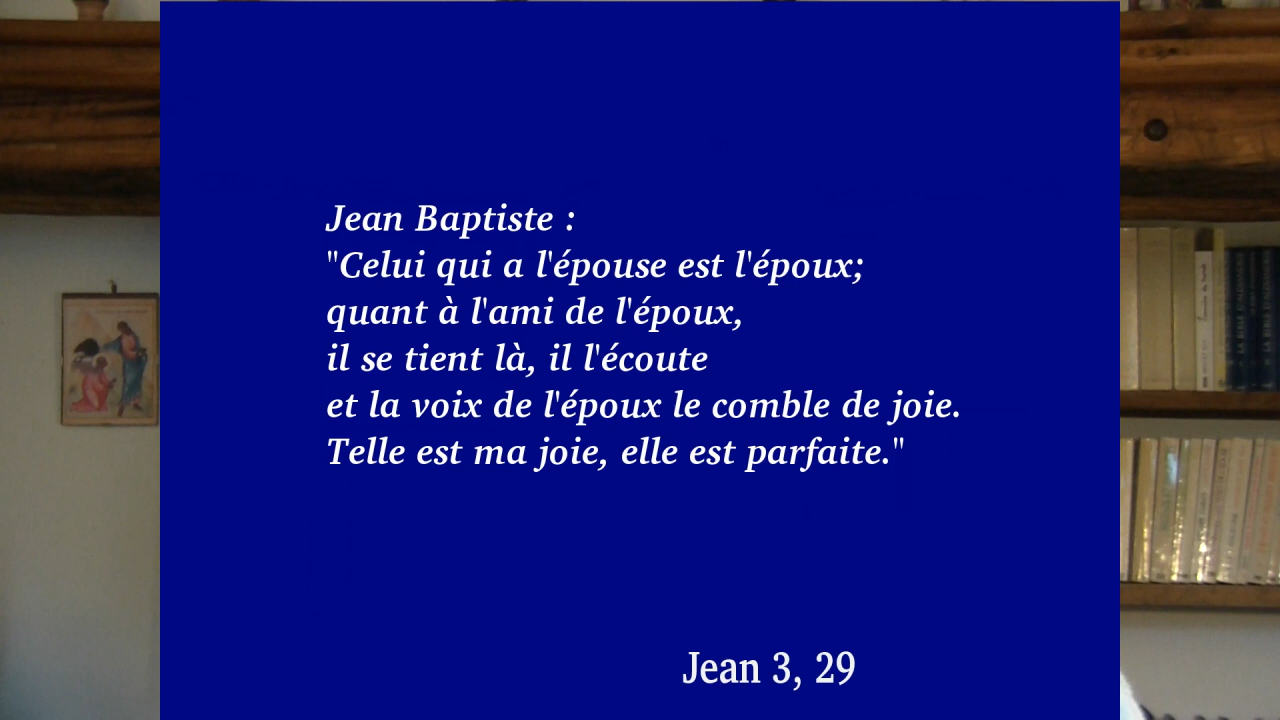 Jean Baptiste :
"Celui qui a l'épouse est l'époux;
quant à l'ami de l'époux,
il se tient là, il l'écoute
et la voix de l'époux le comble de joie.
Telle est ma joie, elle est parfaite."
Jean 3, 29